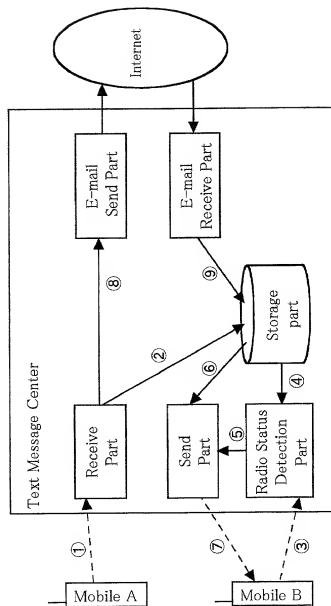 Text Message Center
Internet
E-mail
Send Part
E-mail
Receive Part
⑧
⑨
②
Storage
part
⑥
④
Receive
Part
Send
Part
⑤
Radio Status
Detection
Part
①
⑦
③
Mobile A
Mobile B